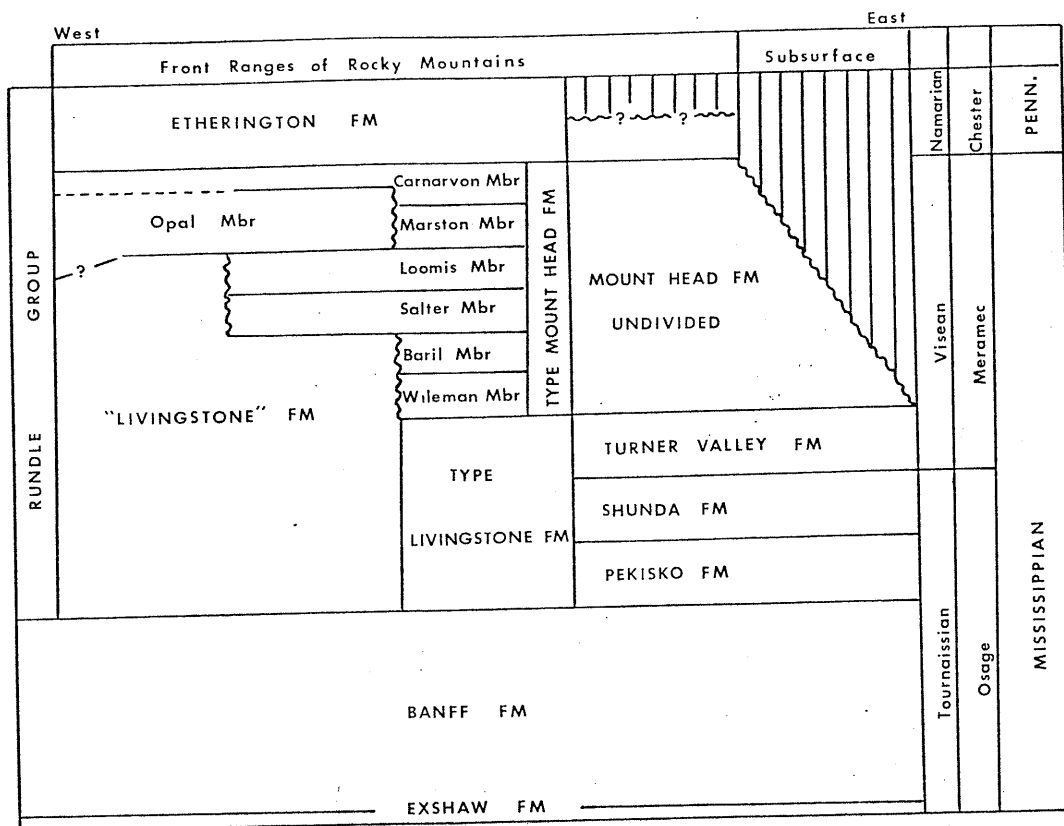 West
East
Front Ranges of Rocky Mountains
Subsurface
Namarian
Chester
PENN.
ETHERINGTON FM
? ?
Carnarvon Mbr
Opal Mbr
Marston Mbr
?
Loomis Mbr
Salter Mbr
Baril Mbr
Wileman Mbr
TYPE MOUNT HEAD FM
MOUNT HEAD FM
UNDIVIDED
Visean
Meramec
RUNDLE GROUP
"LIVINGSTONE" FM
TYPE
LIVINGSTONE FM
TURNER VALLEY FM
SHUNDA FM
PEKISKO FM
Tournaissian
Osage
MISSISSIPPIAN
BANFF FM
EXSHAW FM